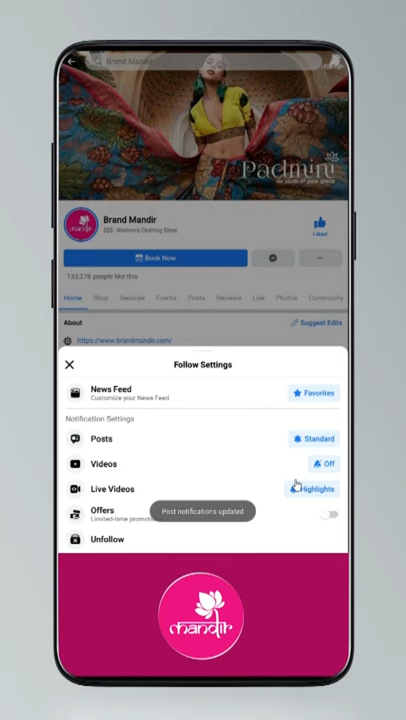 Brand Mandir
Padmini
mandir
Brand Mandir
$$$ · Women's Clothing Store
Liked
Book Now
133,278 people like this
Home Shop Services Events Posts Reviews Live Photos Community
About
Suggest Edits
https://www.brandmandir.com/
Follow Settings
News Feed
Customize your News Feed
Favorites
Notification Settings
Posts
Standard
Videos
Off
Live Videos
Highlights
Offers
Limited-time
Post notifications updated
Unfollow
mandir